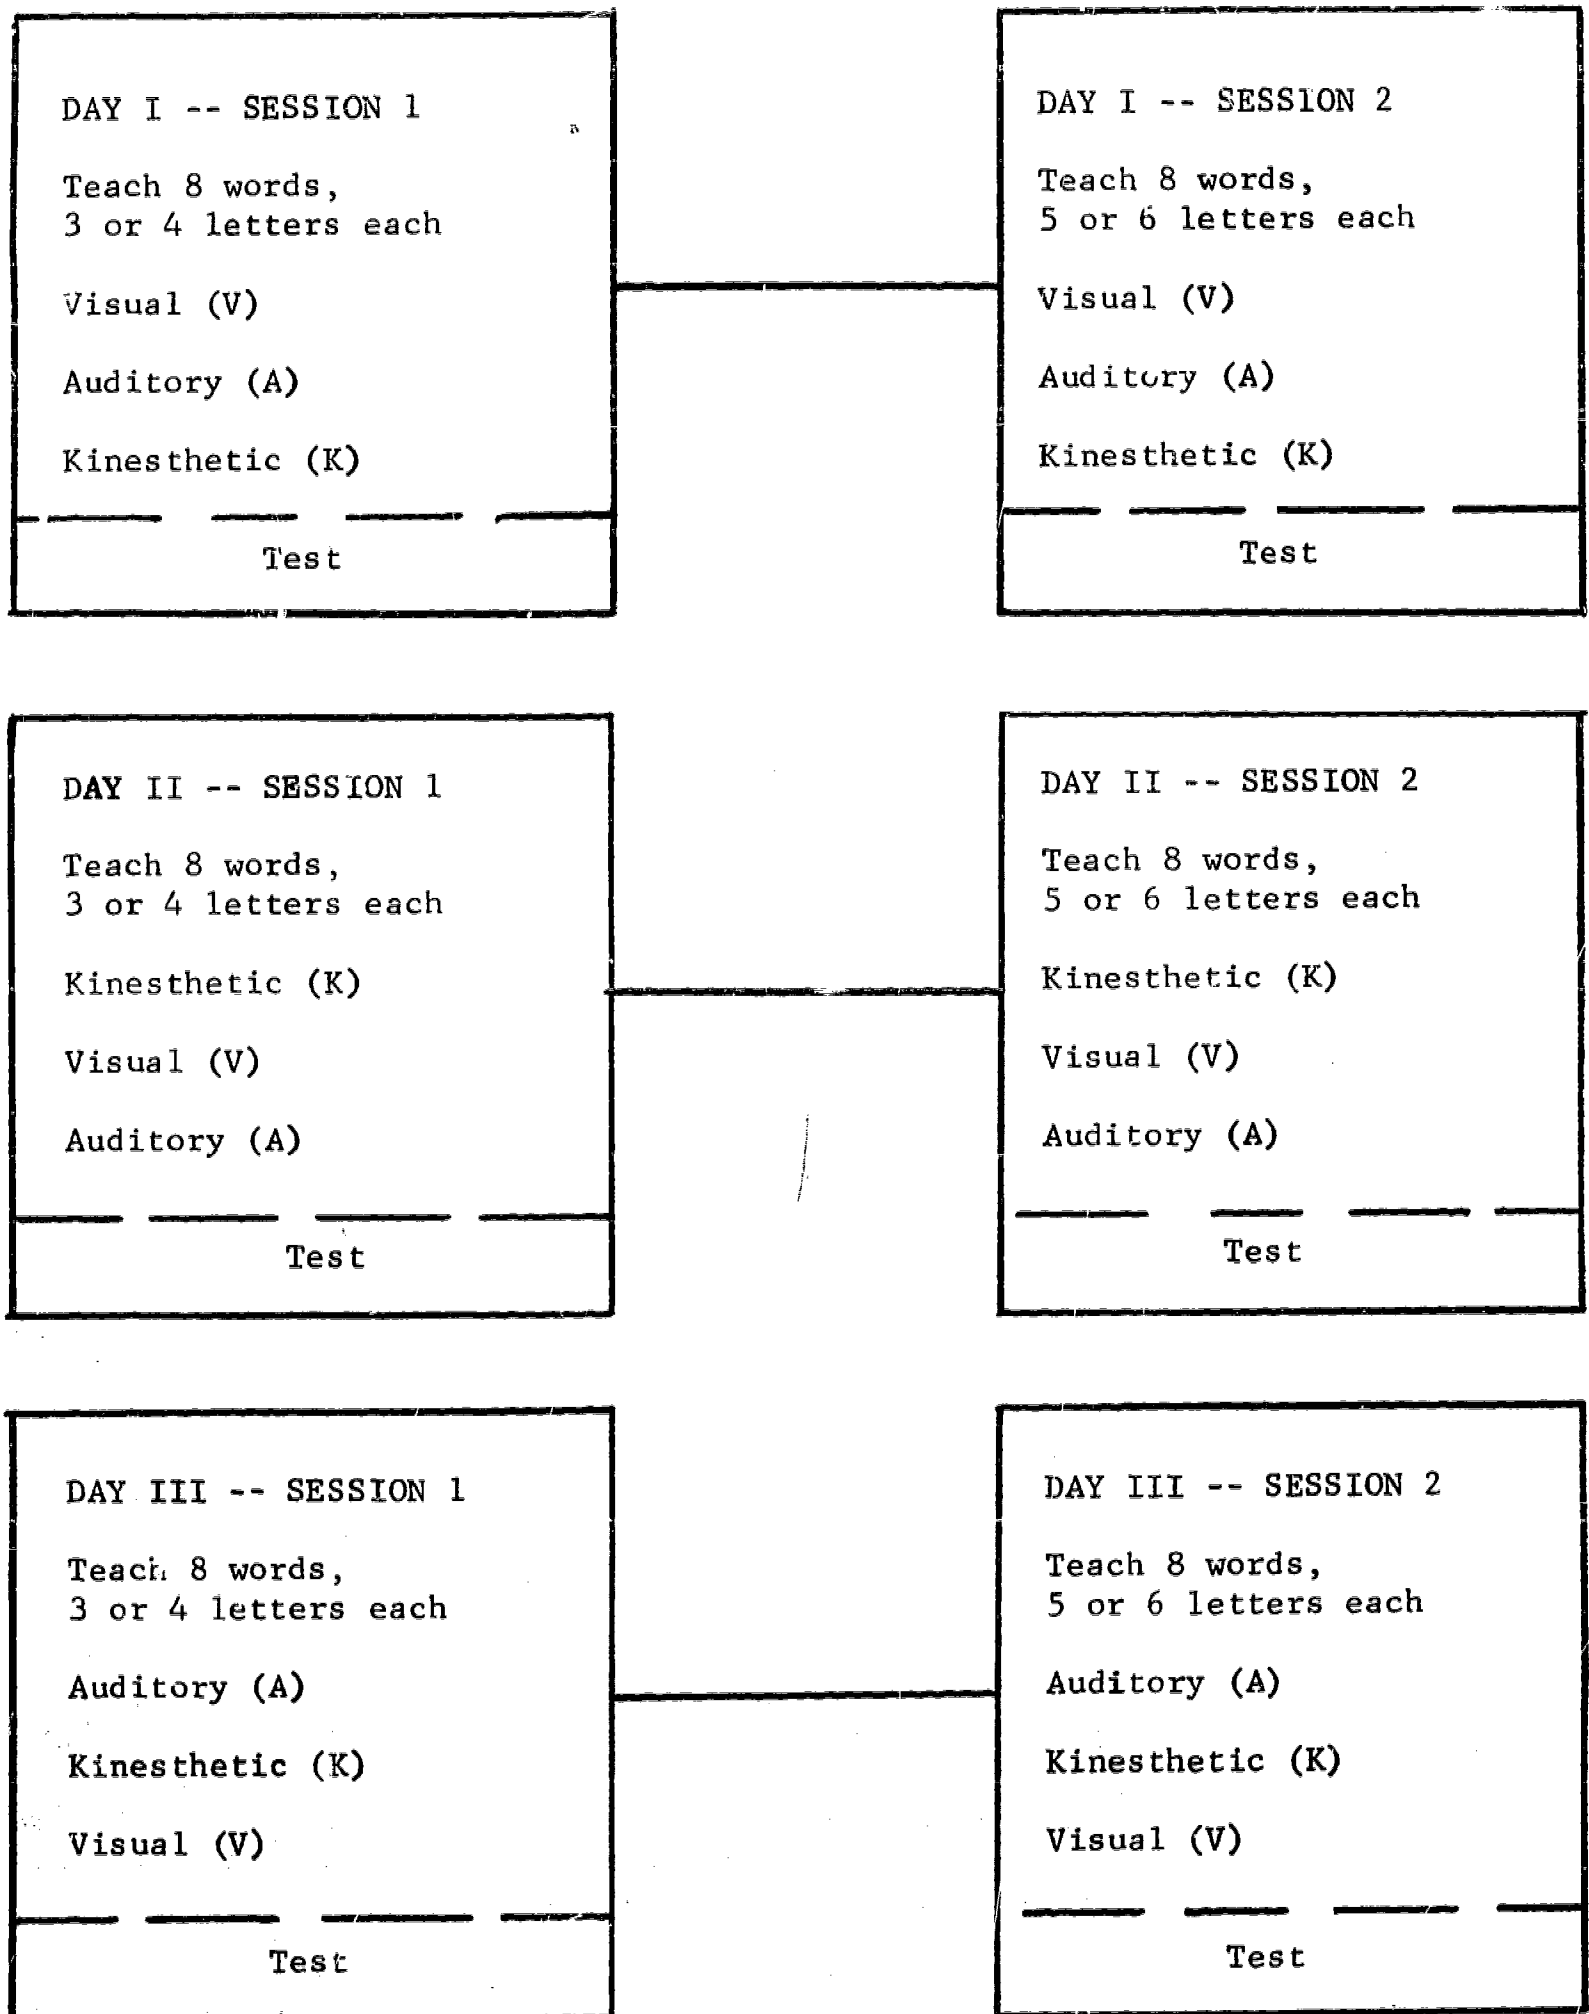 DAY I -- SESSION 1
Teach 8 words,
3 or 4 letters each
Visual (V)
Auditory (A)
Kinesthetic (K)
Test
DAY I -- SESSION 2
Teach 8 words,
5 or 6 letters each
Visual (V)
Auditory (A)
Kinesthetic (K)
Test
DAY II -- SESSION 1
Teach 8 words,
3 or 4 letters each
Kinesthetic (K)
Visual (V)
Auditory (A)
Test
DAY II -- SESSION 2
Teach 8 words,
5 or 6 letters each
Kinesthetic (K)
Visual (V)
Auditory (A)
Test
DAY III -- SESSION 1
Teach 8 words,
3 or 4 letters each
Auditory (A)
Kinesthetic (K)
Visual (V)
Test
DAY III -- SESSION 2
Teach 8 words,
5 or 6 letters each
Auditory (A)
Kinesthetic (K)
Visual (V)
Test